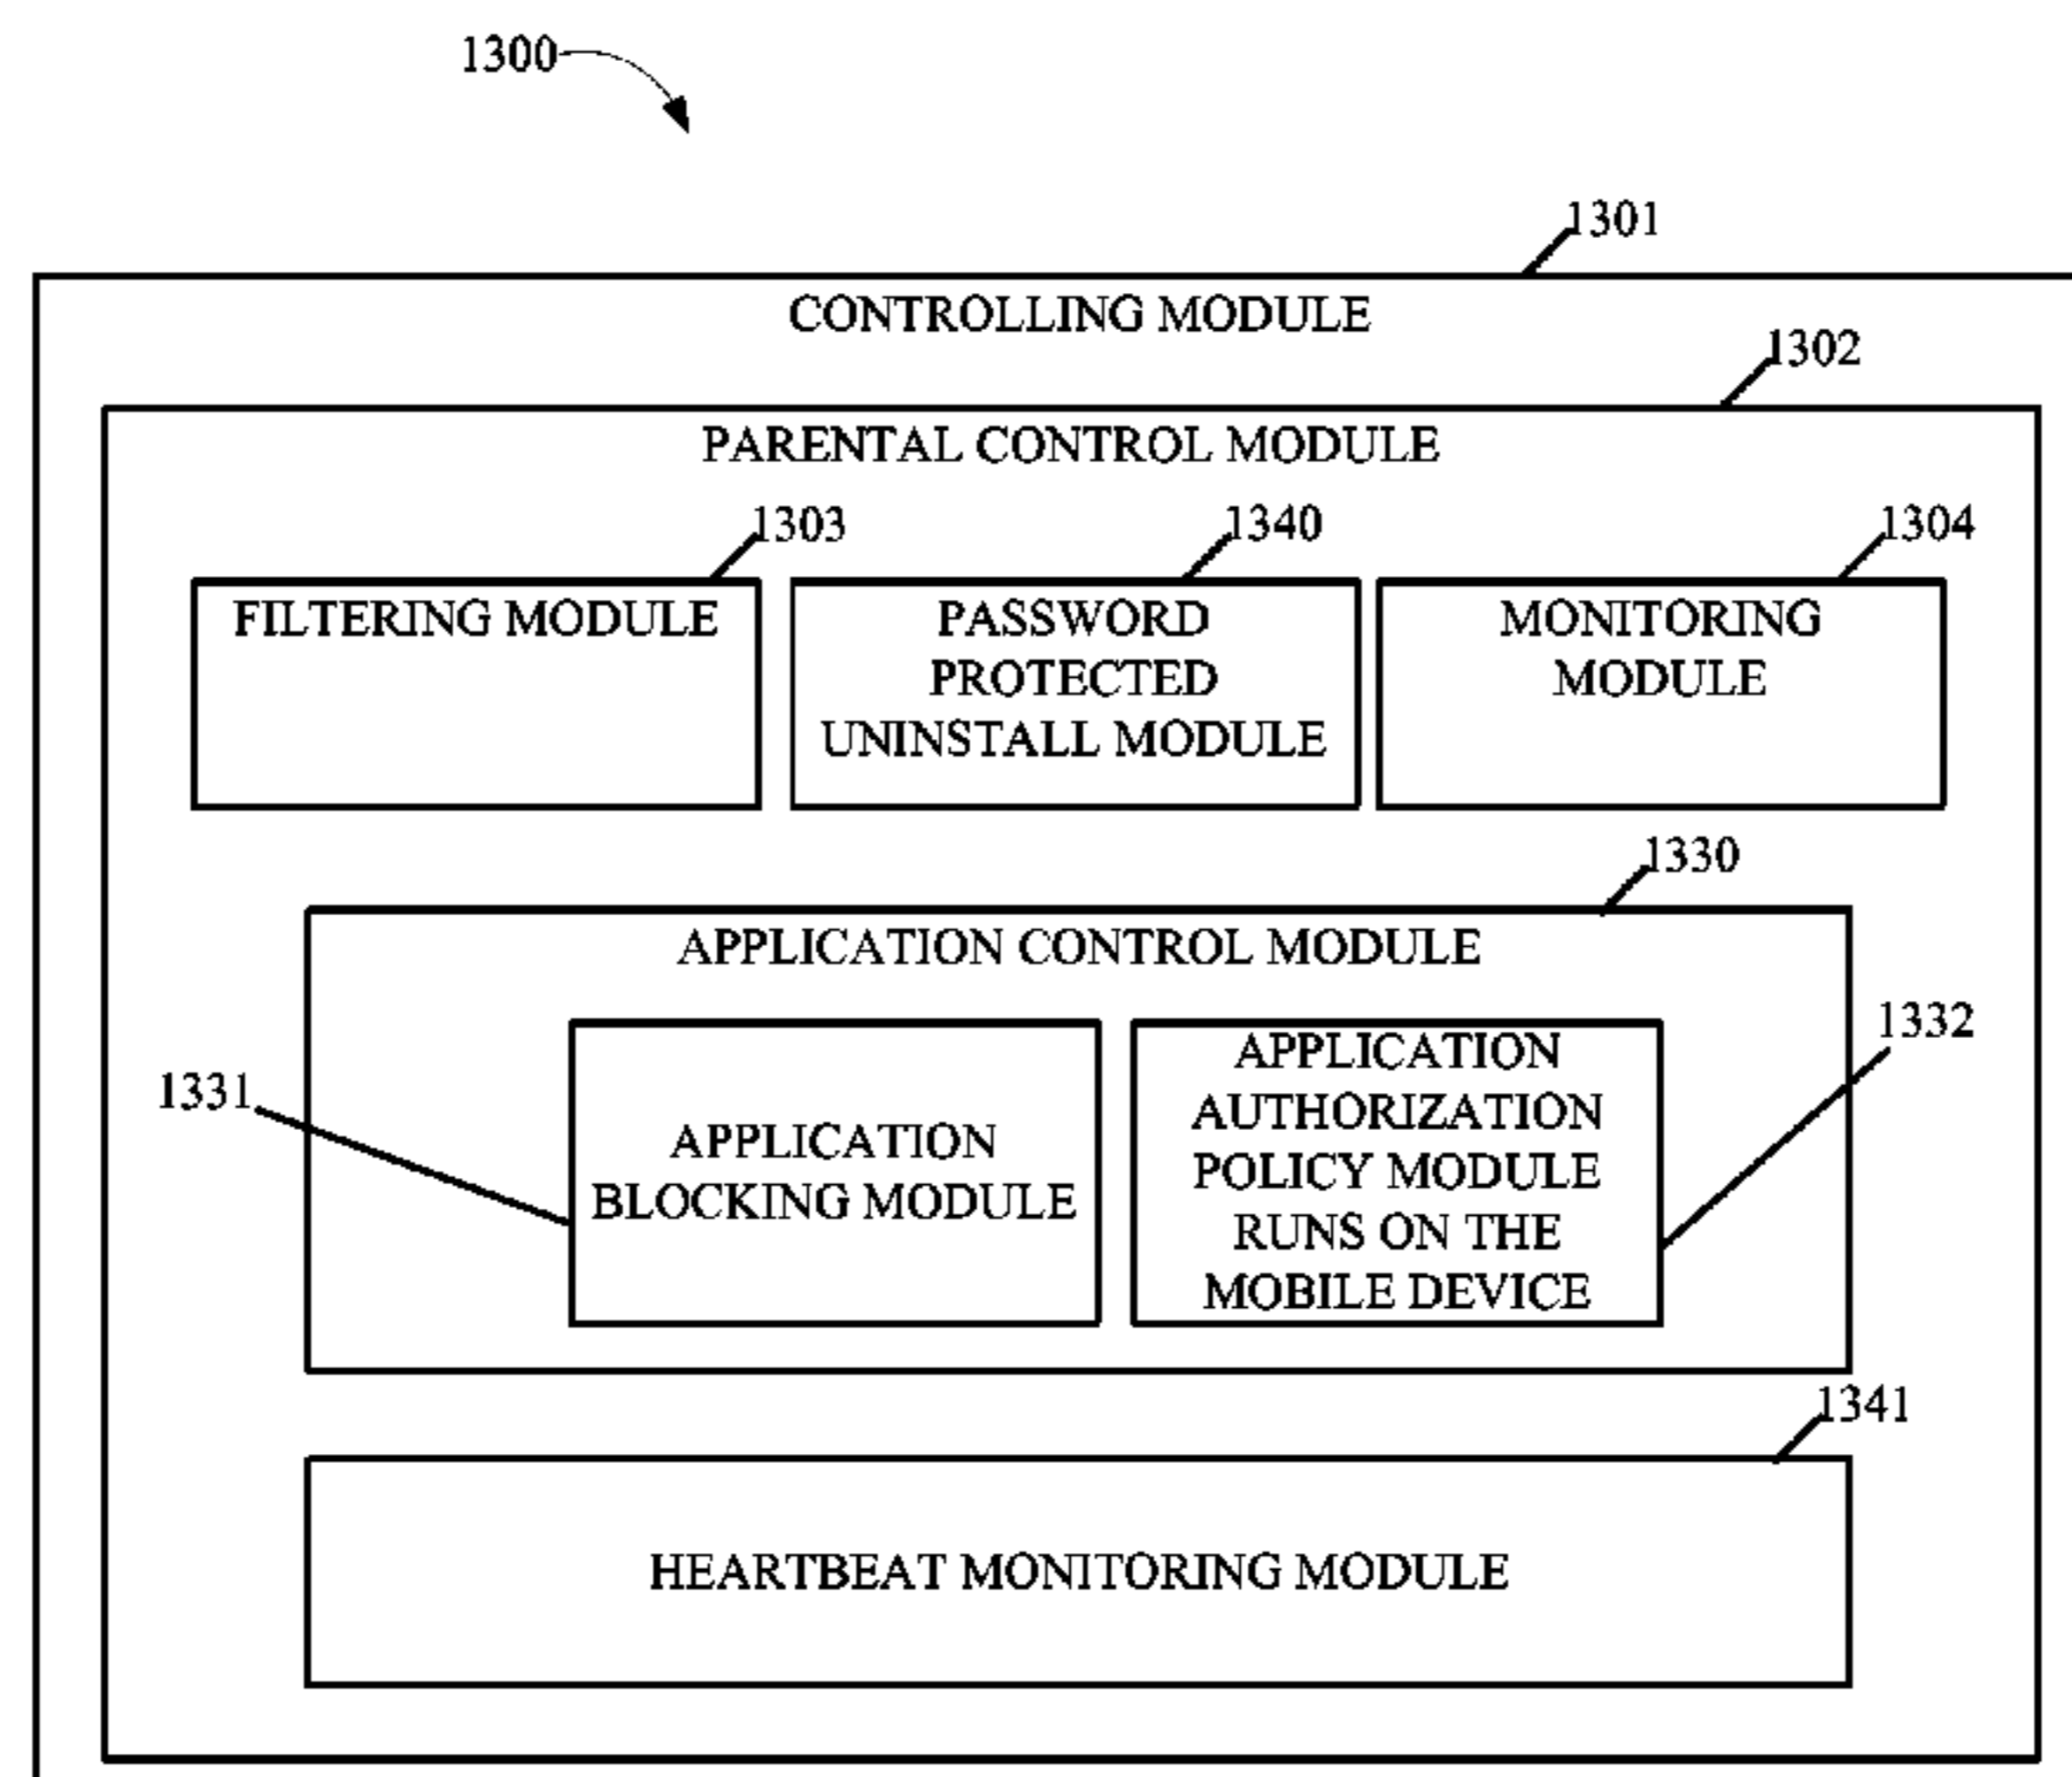 1300
1301
CONTROLLING MODULE
1302
PARENTAL CONTROL MODULE
1303
1340
1304
FILTERING MODULE
PASSWORD
PROTECTED
UNINSTALL MODULE
MONITORING
MODULE
1330
APPLICATION CONTROL MODULE
1331
APPLICATION
BLOCKING MODULE
APPLICATION
AUTHORIZATION
POLICY MODULE
RUNS ON THE
MOBILE DEVICE
1332
1341
HEARTBEAT MONITORING MODULE